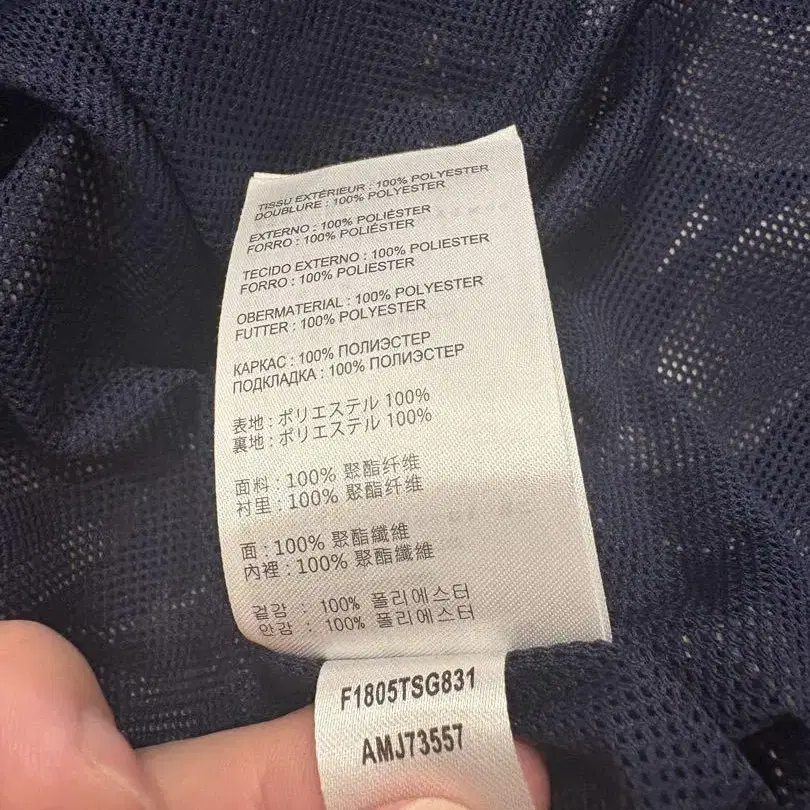 TISSU EXTÉRIEUR : 100% POLYESTER
DOUBLURE : 100% POLYESTER
EXTERNO : 100% POLIÉSTER
FORRO : 100% POLIÉSTER
TECIDO EXTERNO : 100% POLIESTER
FORRO : 100% POLIESTER
OBERMATERIAL : 100% POLYESTER
FUTTER : 100% POLYESTER
КАРКАС : 100% ПОЛИЭСТЕР
ПОДКЛАДКА : 100% ПОЛИЭСТЕР
表地 : ポリエステル 100%
裏地 : ポリエステル 100%
面料 : 100% 聚酯纤维
衬里 : 100% 聚酯纤维
面 : 100% 聚酯纖維
內裡 : 100% 聚酯纖維
겉감 : 100% 폴리에스터
안감 : 100% 폴리에스터
F1805TSG831
AMJ73557